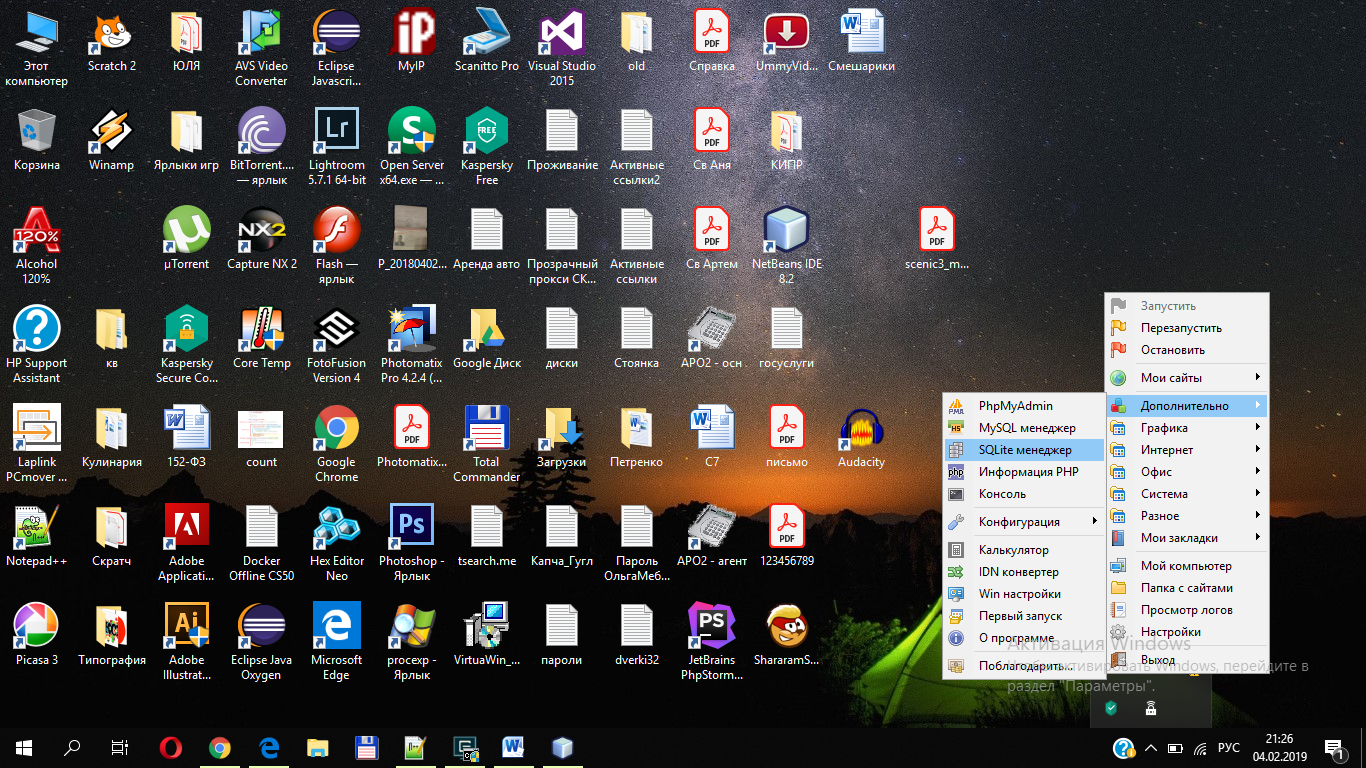 Этот
компьютер
Scratch 2
ЮЛЯ
AVS Video
Converter
Eclipse
Javascri...
MyIP
Scanitto Pro
Visual Studio
2015
old
Справка
UmmyVid...
Смешарики
Корзина
Winamp
Ярлыки игр
BitTorrent....
— ярлык
Lightroom
5.7.1 64-bit
Open Server
x64.exe — ...
Kaspersky
Free
Проживание
Активные
ссылки2
Св Аня
КИПР
Alcohol
120%
µTorrent
Capture NX 2
Flash —
ярлык
P_20180402...
Аренда авто
Прозрачный
прокси СК...
Активные
ссылки
Св Артем
NetBeans IDE
8.2
scenic3_m...
HP Support
Assistant
кв
Kaspersky
Secure Co...
Core Temp
FotoFusion
Version 4
Photomatix
Pro 4.2.4 (...
Google Диск
диски
Стоянка
АРО2 - осн
госуслуги
Laplink
PCmover ...
Кулинария
152-ФЗ
count
Google
Chrome
Photomatix...
Total
Commander
Загрузки
Петренко
С7
письмо
Audacity
Notepad++
Скратч
Adobe
Applicati...
Docker
Offline CS50
Hex Editor
Neo
Photoshop -
Ярлык
tsearch.me
Капча_Гугл
Пароль
ОльгаМеб...
АРО2 - агент
123456789
Picasa 3
Типография
Adobe
Illustrat...
Eclipse Java
Oxygen
Microsoft
Edge
procexp -
Ярлык
VirtuaWin_...
пароли
dverki32
JetBrains
PhpStorm...
ShararamS...
Запустить
Перезапустить
Остановить
Мои сайты
Дополнительно
Графика
Интернет
Офис
Система
Разное
Мои закладки
Мой компьютер
Папка с сайтами
Просмотр логов
Настройки
Выход
PhpMyAdmin
MySQL менеджер
SQLite менеджер
Информация PHP
Консоль
Конфигурация
Калькулятор
IDN конвертер
Win настройки
Первый запуск
О программе
Поблагодарить...
Активация Windows
Чтобы активировать Windows, перейдите в
раздел "Параметры".
РУС
21:26
04.02.2019
1